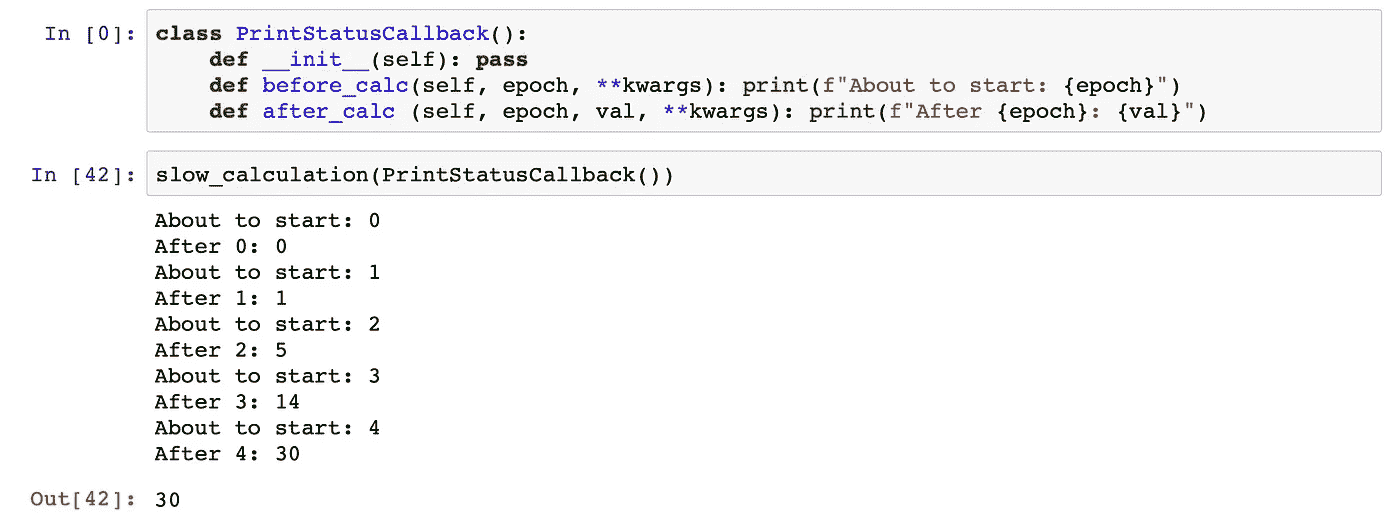 In [0]: class PrintStatusCallback():
    def __init__(self): pass
    def before_calc(self, epoch, **kwargs): print(f"About to start: {epoch}")
    def after_calc (self, epoch, val, **kwargs): print(f"After {epoch}: {val}")
In [42]: slow_calculation(PrintStatusCallback())
About to start: 0
After 0: 0
About to start: 1
After 1: 1
About to start: 2
After 2: 5
About to start: 3
After 3: 14
About to start: 4
After 4: 30
Out[42]: 30